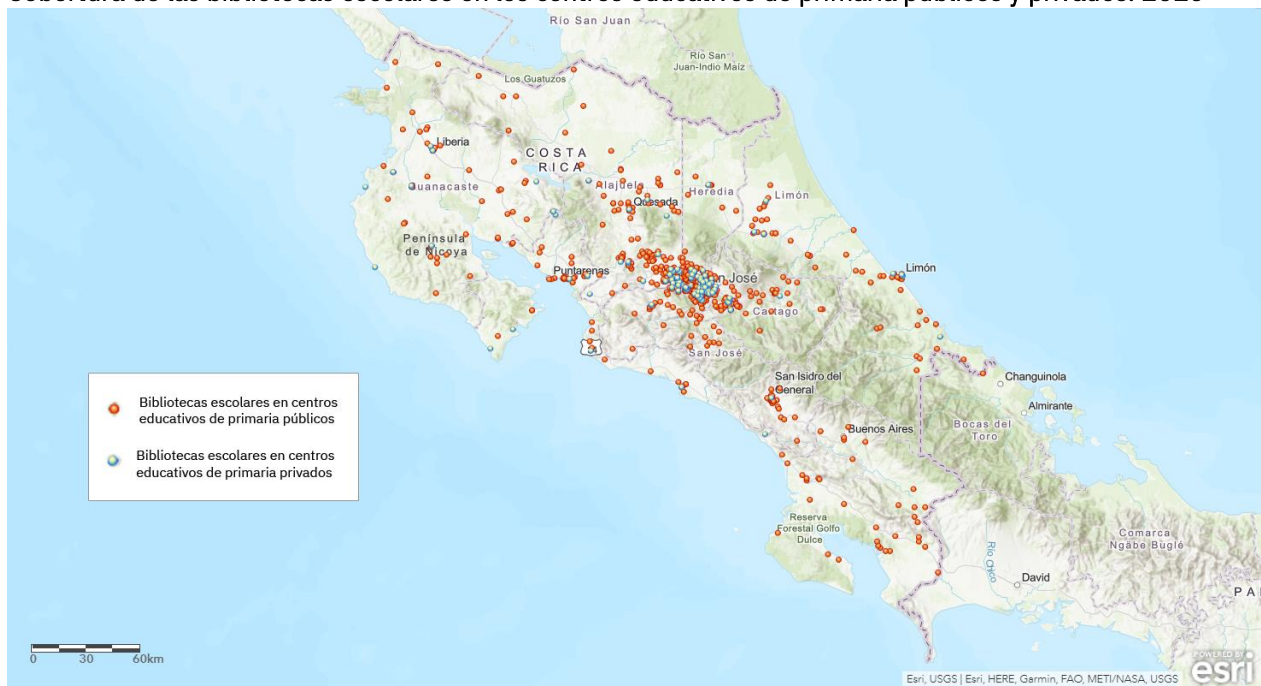 Cobertura de las bibliotecas escolares en los centros educativos de primaria públicos y privados. 2020
Río San Juan
Río San
Juan-Indio Maíz
Los Guatuzos
Liberia
COSTA
RICA
Guanacaste
Alajuela
Heredia
Limón
Quesada
Península
de Nicoya
Puntarenas
San José
Limón
Cartago
San José
Changuinola
San Isidro del
General
Almirante
Buenos Aires
Bocas del
Toro
Bibliotecas escolares en centros
educativos de primaria públicos
Bibliotecas escolares en centros
educativos de primaria privados
Reserva
Forestal Golfo
Dulce
Comarca
Ngäbe Buglé
Río Chico
David
PA
0 30 60km
POWERED BY
esri
Esri, USGS | Esri, HERE, Garmin, FAO, METI/NASA, USGS